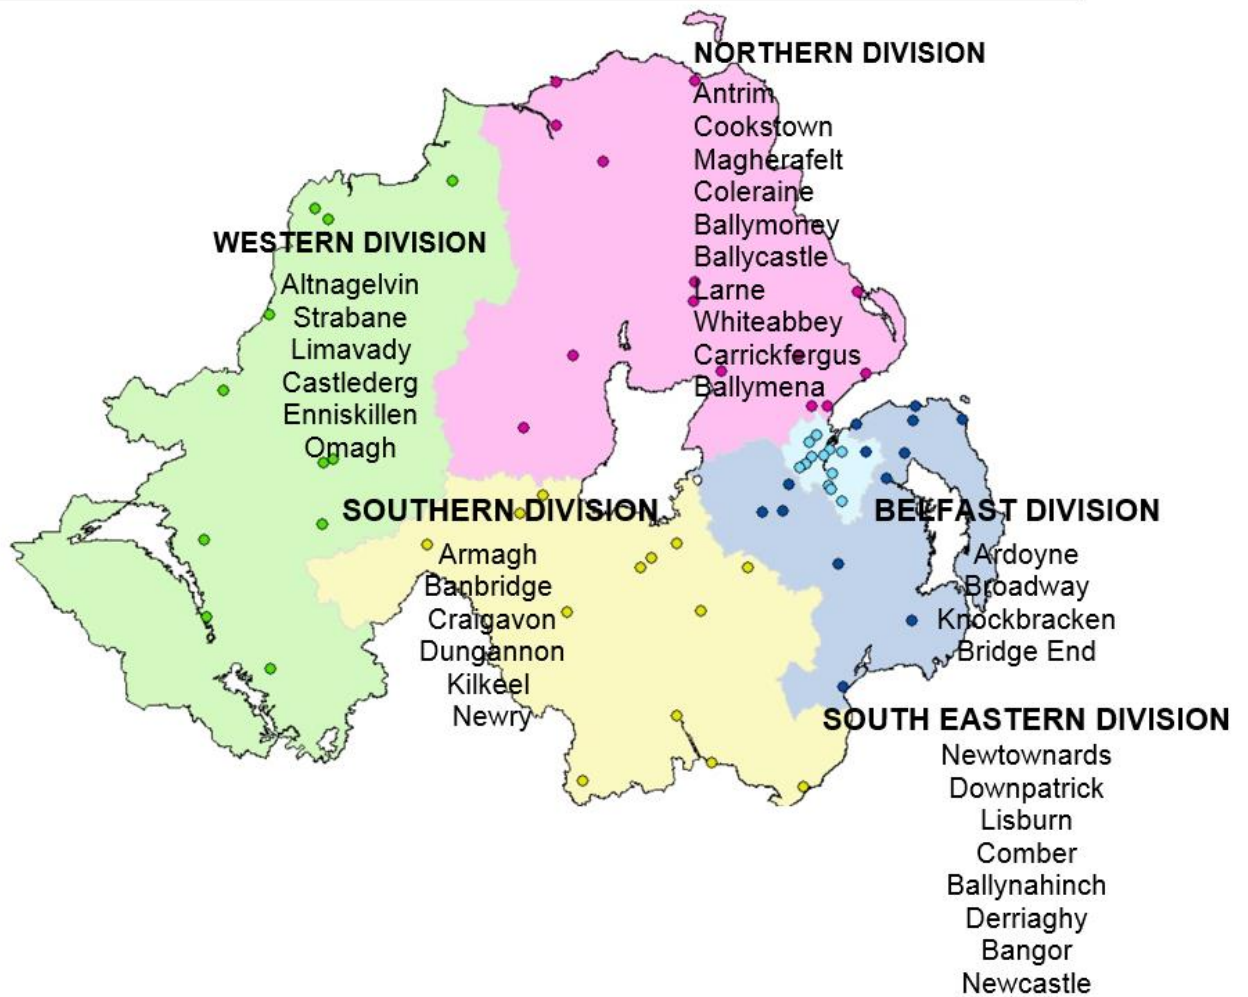 NORTHERN DIVISION
Antrim
Cookstown
Magherafelt
Coleraine
Ballymoney
Ballycastle
Larne
Whiteabbey
Carrickfergus
Ballymena
WESTERN DIVISION
Altnagelvin
Strabane
Limavady
Castlederg
Enniskillen
Omagh
SOUTHERN DIVISION
Armagh
Banbridge
Craigavon
Dungannon
Kilkeel
Newry
BELFAST DIVISION
Ardoyne
Broadway
Knockbracken
Bridge End
SOUTH EASTERN DIVISION
Newtownards
Downpatrick
Lisburn
Comber
Ballynahinch
Derriaghy
Bangor
Newcastle